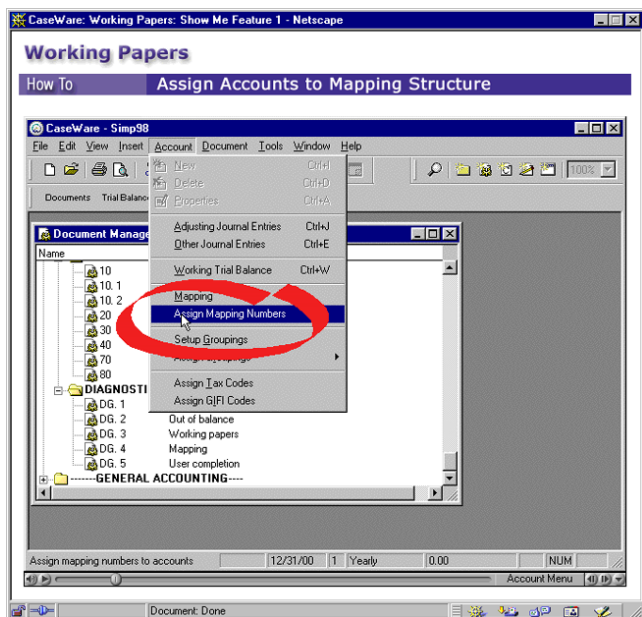 CaseWare: Working Papers: Show Me Feature 1 - Netscape
Working Papers
How To Assign Accounts to Mapping Structure
CaseWare - Simp98
File Edit View Insert Account Document Tools Window Help
New Ctrl+I
Delete Ctrl+D
Properties Ctrl+A
100%
Documents Trial Balanc
Adjusting Journal Entries Ctrl+J
Other Journal Entries Ctrl+E
Working Trial Balance Ctrl+W
Mapping
Assign Mapping Numbers
Setup Groupings
Assign Tax Codes
Assign GIFI Codes
Document Manage
Name
10
10. 1
10. 2
20
30
40
70
80
DIAGNOSTI
DG. 1
DG. 2 Out of balance
DG. 3 Working papers
DG. 4 Mapping
DG. 5 User completion
------GENERAL ACCOUNTING----
Assign mapping numbers to accounts 12/31/00 1 Yearly 0.00 NUM
Account Menu
Document: Done